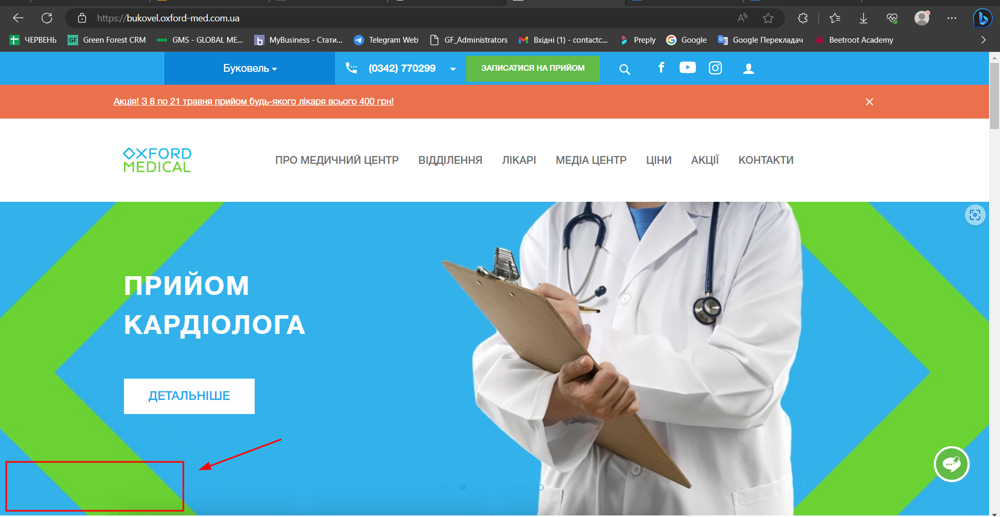 https://bukovel.oxford-med.com.ua
ЧЕРВЕНЬ GF Green Forest CRM GMS - GLOBAL ME... b MyBusiness - Стати... Telegram Web GF_Administrators Вхідні (1) - contactc... Preply Google Google Перекладач Beetroot Academy
Буковель (0342) 770299 ЗАПИСАТИСЯ НА ПРИЙОМ
Акція! З 8 по 21 травня прийом будь-якого лікаря всього 400 грн!
OXFORD
MEDICAL
ПРО МЕДИЧНИЙ ЦЕНТР ВІДДІЛЕННЯ ЛІКАРІ МЕДІА ЦЕНТР ЦІНИ АКЦІЇ КОНТАКТИ
ПРИЙОМ
КАРДІОЛОГА
ДЕТАЛЬНІШЕ